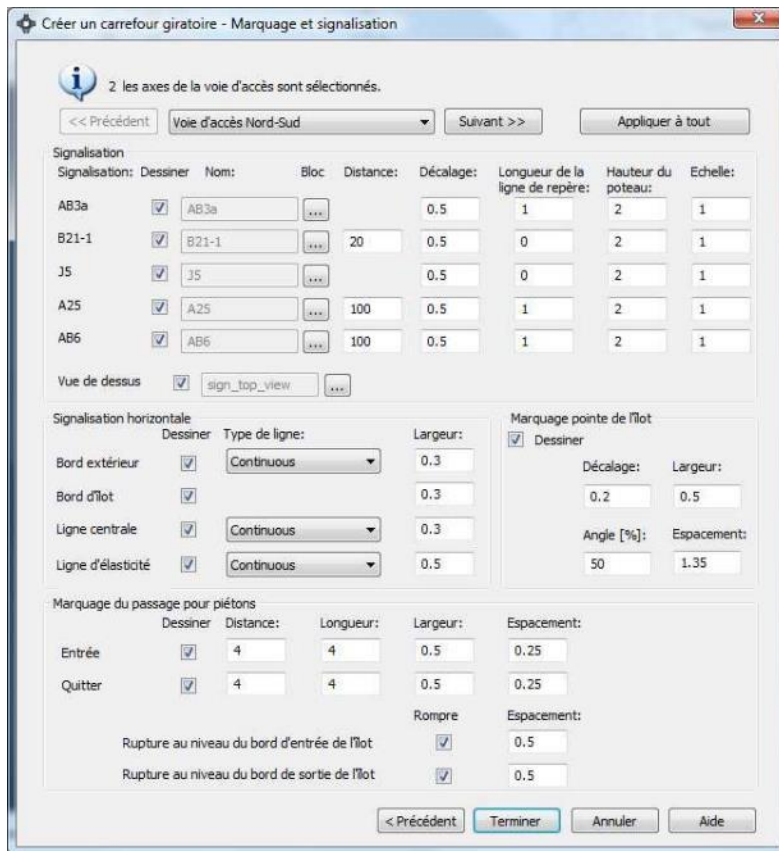 Créer un carrefour giratoire - Marquage et signalisation
2 les axes de la voie d'accès sont sélectionnés.
<< Précédent Voie d'accès Nord-Sud Suivant >> Appliquer à tout
Signalisation
Signalisation: Dessiner Nom: Bloc Distance: Décalage: Longueur de la ligne de repère: Hauteur du poteau: Echelle:
AB3a AB3a ... 0.5 1 2 1
B21-1 B21-1 ... 20 0.5 0 2 1
J5 J5 ... 0.5 0 2 1
A25 A25 ... 100 0.5 1 2 1
AB6 AB6 ... 100 0.5 1 2 1
Vue de dessus sign_top_view ...
Signalisation horizontale
Dessiner Type de ligne: Largeur:
Bord extérieur Continuous 0.3
Bord d'îlot 0.3
Ligne centrale Continuous 0.3
Ligne d'élasticité Continuous 0.5
Marquage pointe de l'îlot
Dessiner
Décalage: Largeur:
0.2 0.5
Angle [%]: Espacement:
50 1.35
Marquage du passage pour piétons
Dessiner Distance: Longueur: Largeur: Espacement:
Entrée 4 4 0.5 0.25
Quitter 4 4 0.5 0.25
Rompre Espacement:
Rupture au niveau du bord d'entrée de l'îlot 0.5
Rupture au niveau du bord de sortie de l'îlot 0.5
< Précédent Terminer Annuler Aide